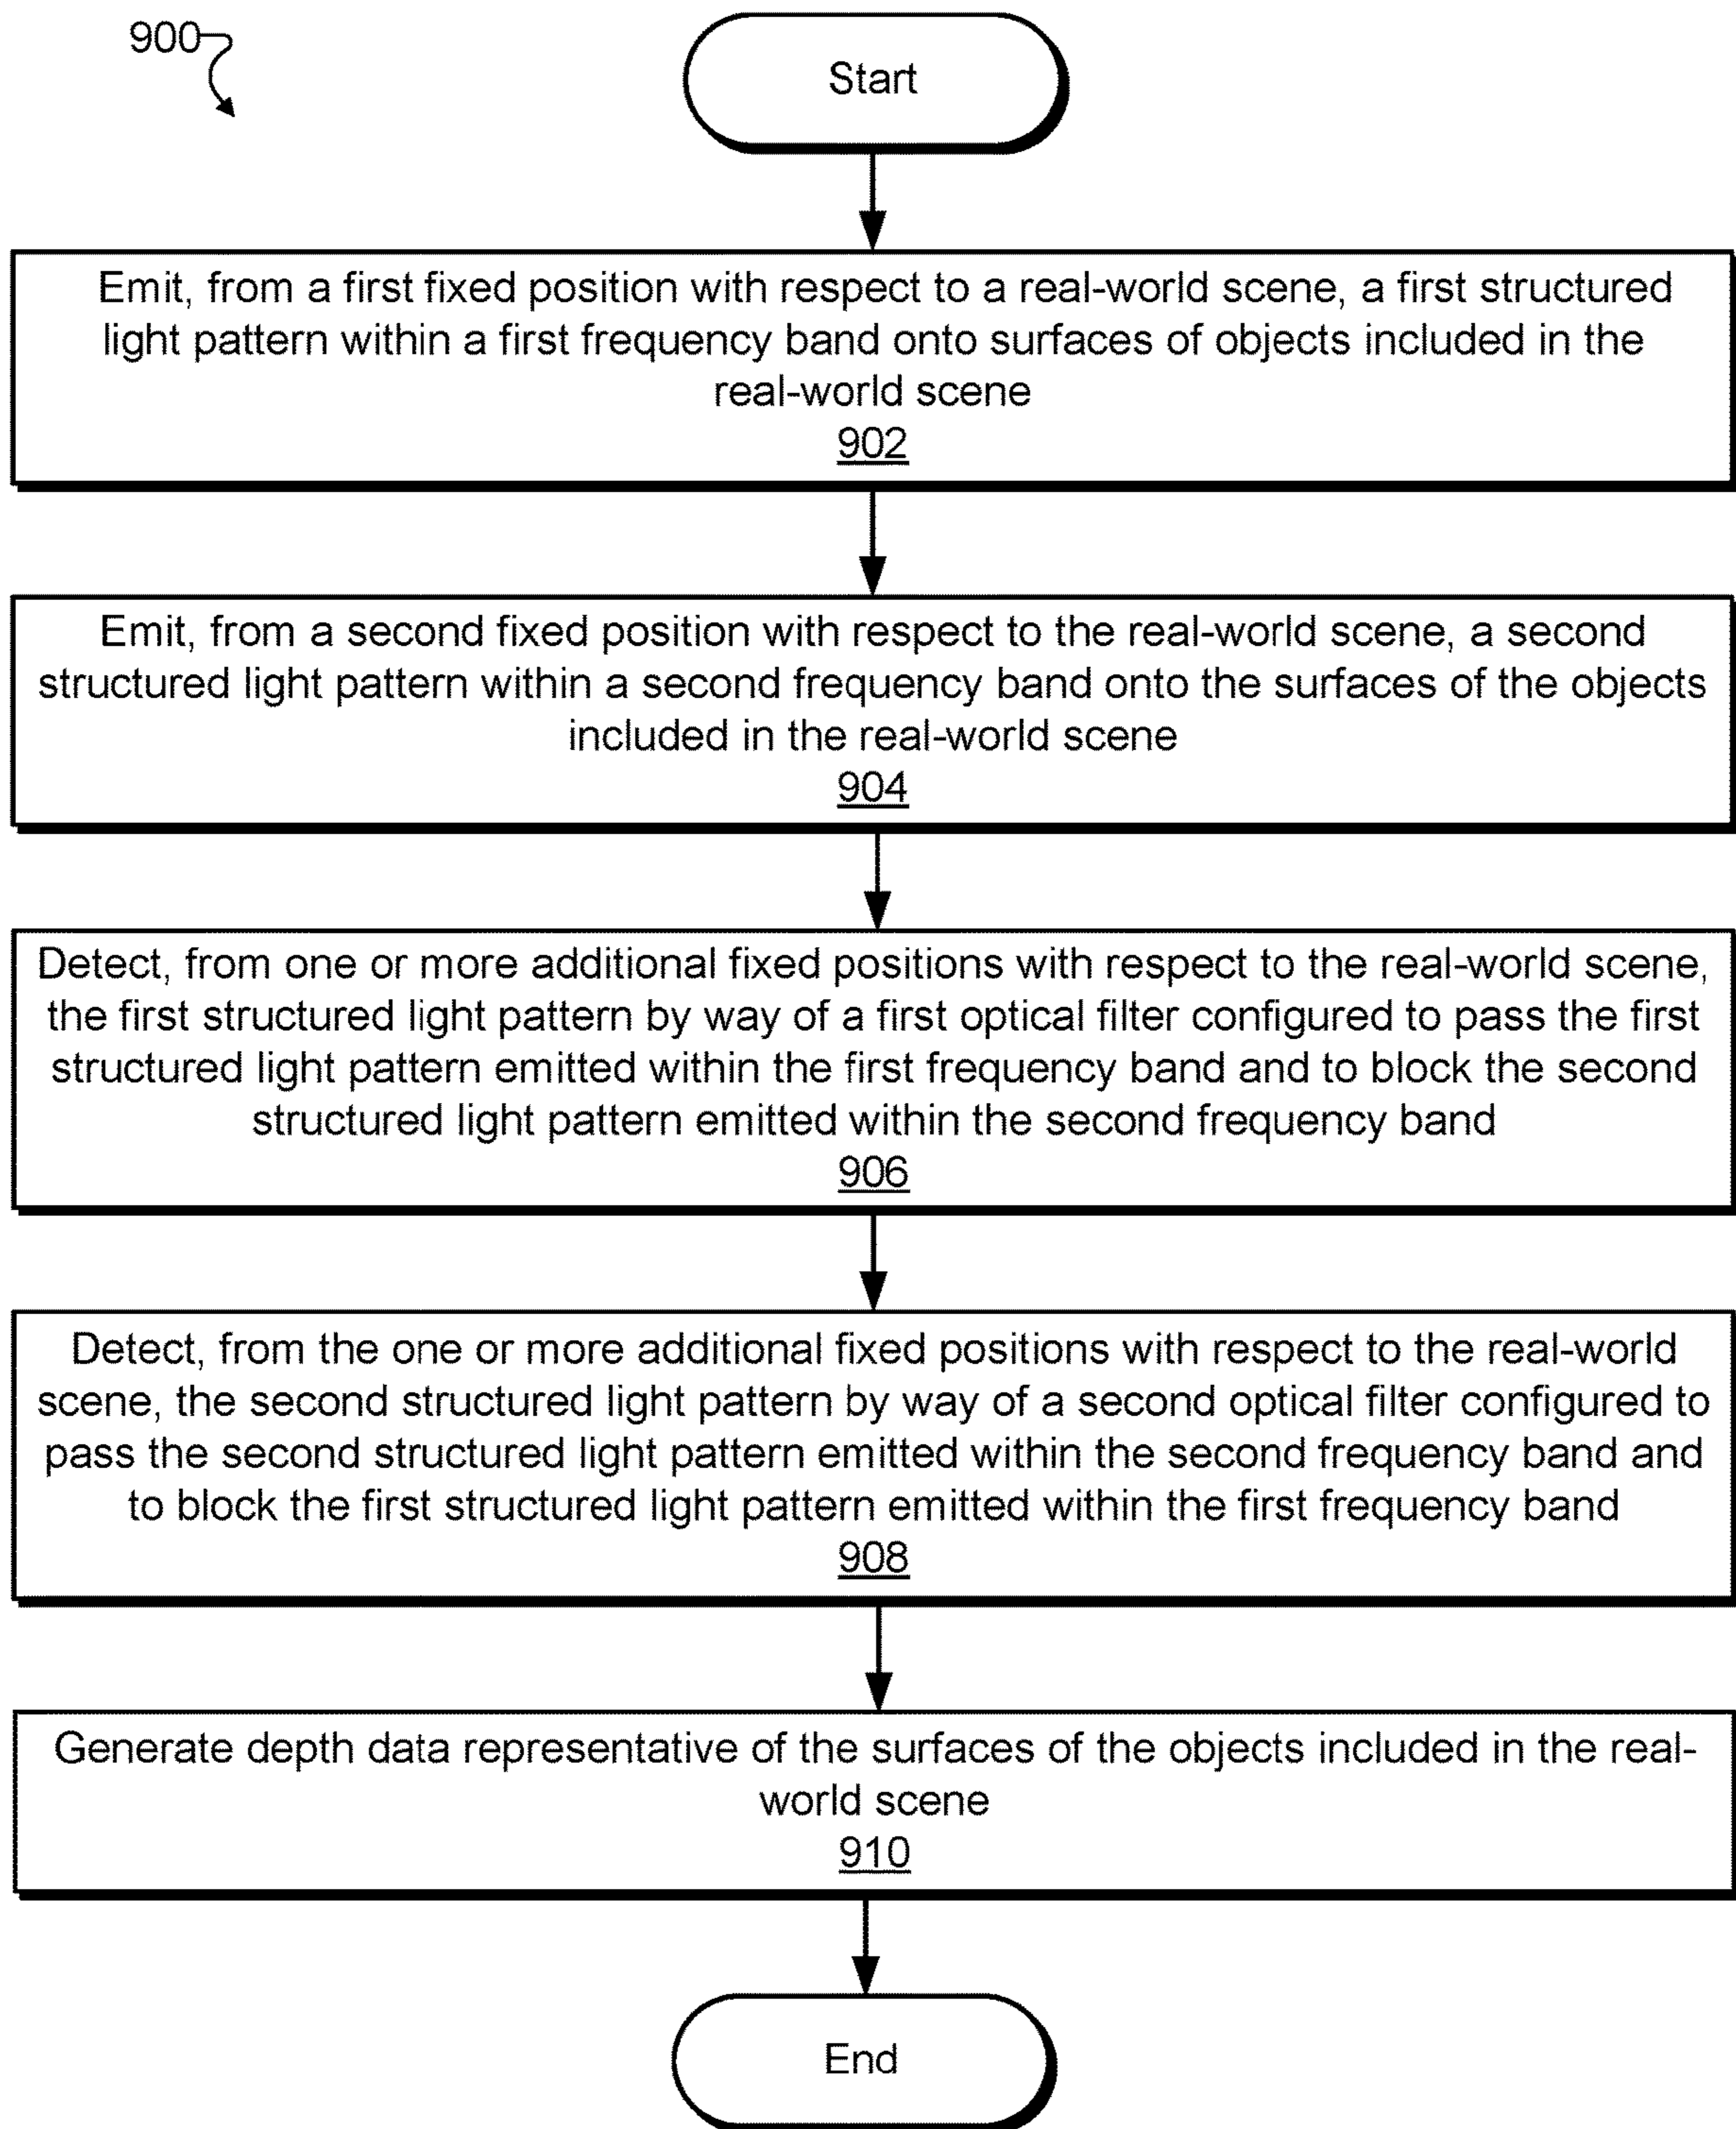 900
Start
Emit, from a first fixed position with respect to a real-world scene, a first structured
light pattern within a first frequency band onto surfaces of objects included in the
real-world scene
902
Emit, from a second fixed position with respect to the real-world scene, a second
structured light pattern within a second frequency band onto the surfaces of the objects
included in the real-world scene
904
Detect, from one or more additional fixed positions with respect to the real-world scene,
the first structured light pattern by way of a first optical filter configured to pass the first
structured light pattern emitted within the first frequency band and to block the second
structured light pattern emitted within the second frequency band
906
Detect, from the one or more additional fixed positions with respect to the real-world
scene, the second structured light pattern by way of a second optical filter configured to
pass the second structured light pattern emitted within the second frequency band and
to block the first structured light pattern emitted within the first frequency band
908
Generate depth data representative of the surfaces of the objects included in the real-
world scene
910
End